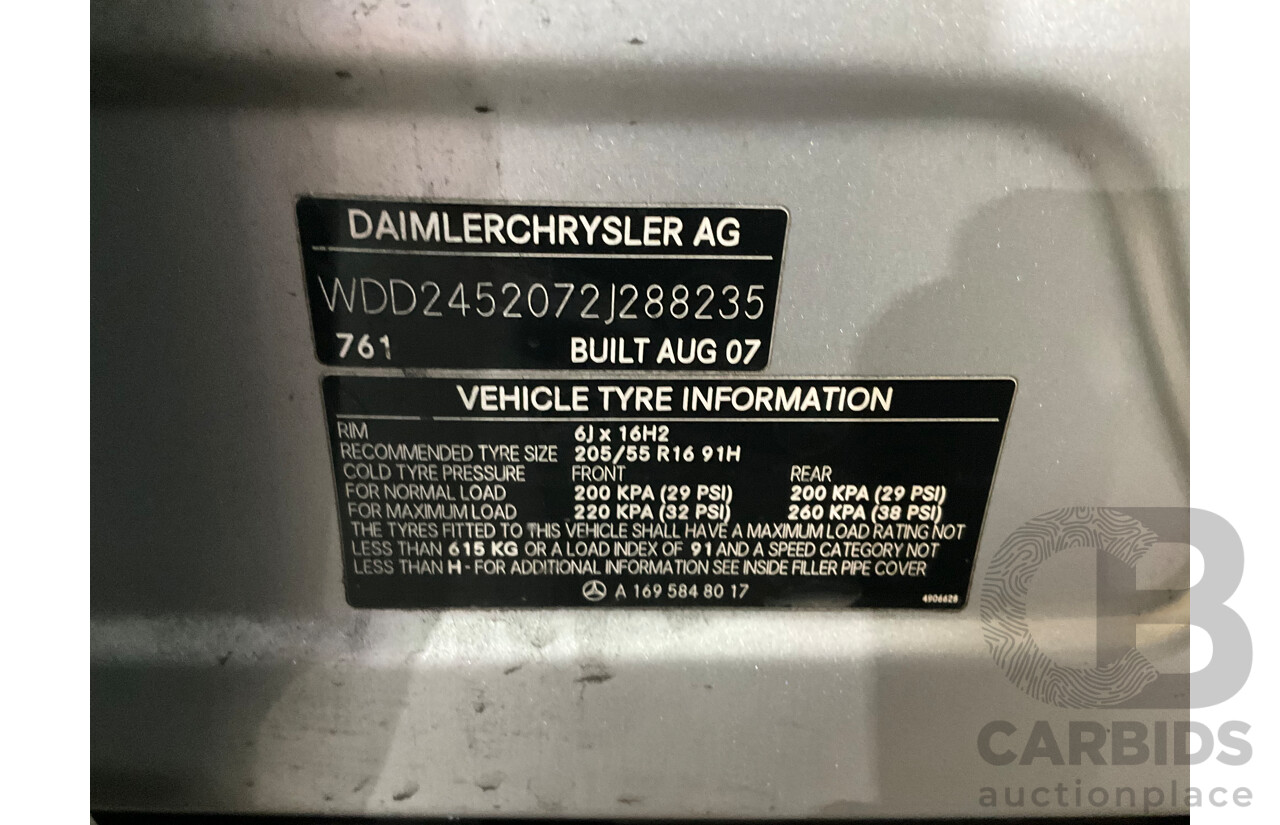 DAIMLERCHRYSLER AG
WDD2452072J288235
761 BUILT AUG 07
VEHICLE TYRE INFORMATION
RIM 6J x 16H2
RECOMMENDED TYRE SIZE 205/55 R16 91H
COLD TYRE PRESSURE FRONT REAR
FOR NORMAL LOAD 200 KPA (29 PSI) 200 KPA (29 PSI)
FOR MAXIMUM LOAD 220 KPA (32 PSI) 260 KPA (38 PSI)
THE TYRES FITTED TO THIS VEHICLE SHALL HAVE A MAXIMUM LOAD RATING NOT
LESS THAN 615 KG OR A LOAD INDEX OF 91 AND A SPEED CATEGORY NOT
LESS THAN H - FOR ADDITIONAL INFORMATION SEE INSIDE FILLER PIPE COVER
A 169 584 80 17
4906628
CB
CARBIDS
auctionplace